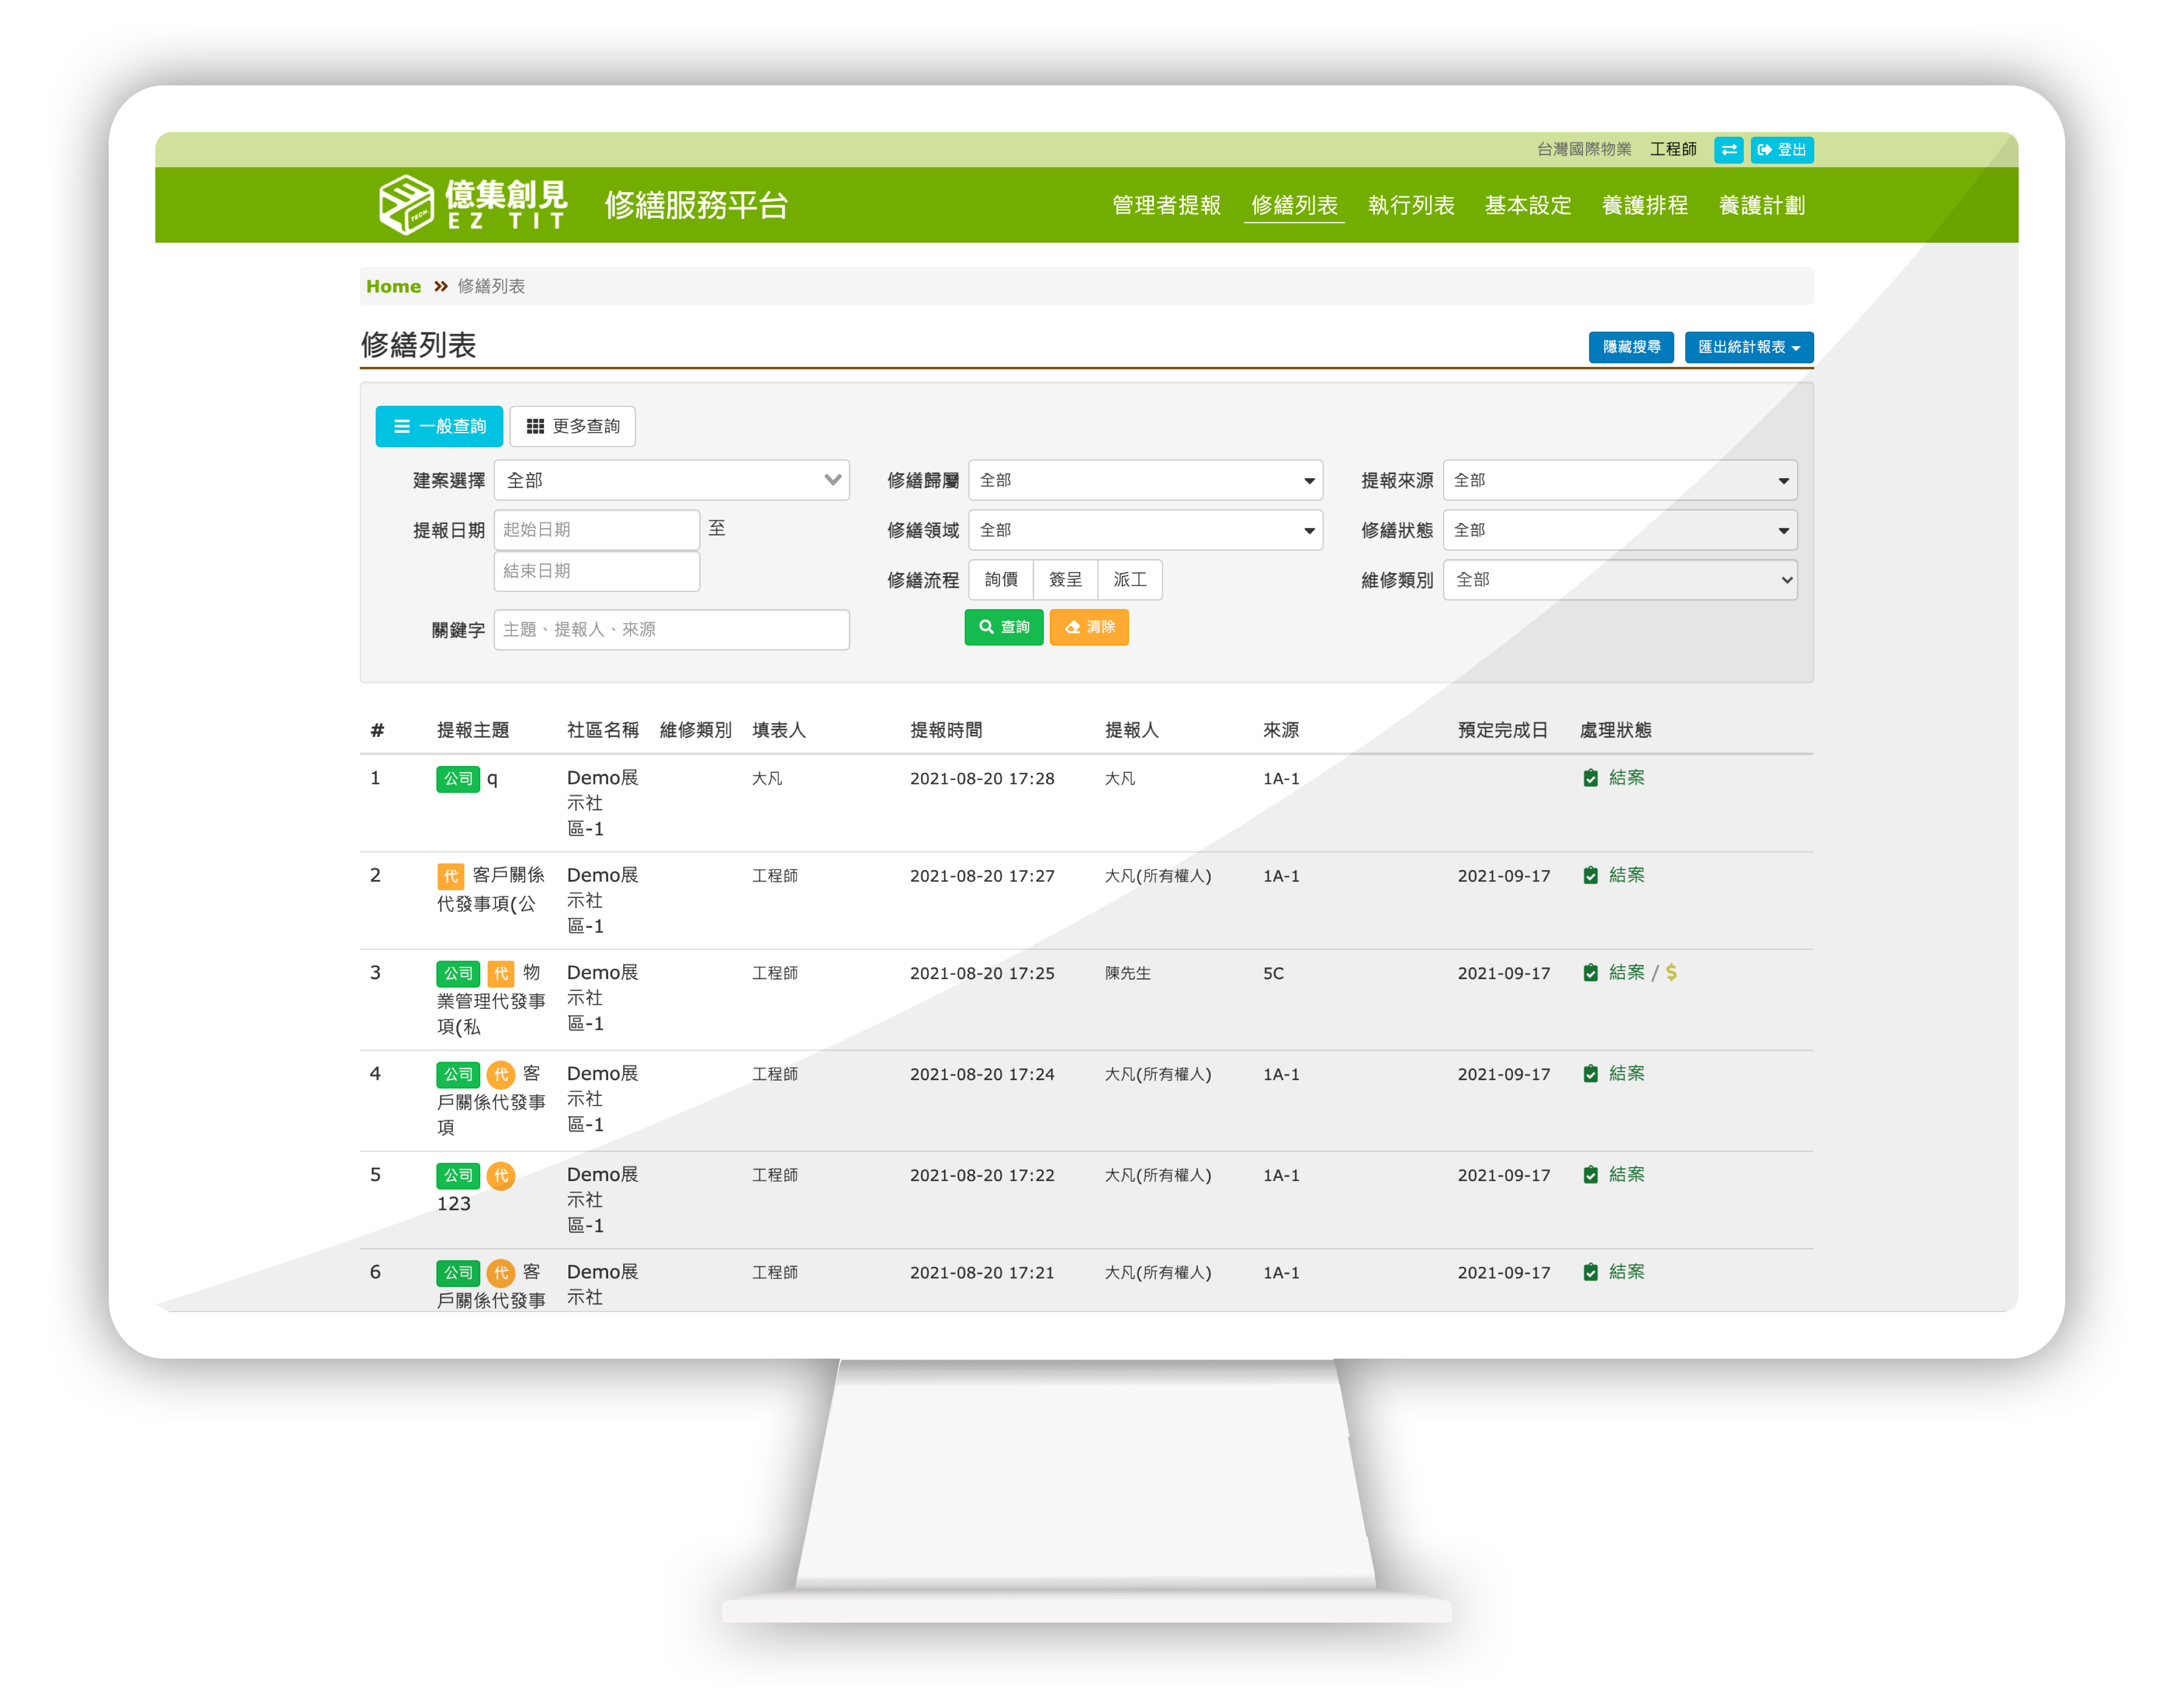 台灣國際物業 工程師 登出
TECH. 億集創見 修繕服務平台 管理者提報 修繕列表 執行列表 基本設定 養護排程 養護計劃
EZ TIT
Home » 修繕列表
修繕列表 隱藏搜尋 匯出統計報表
一般查詢 更多查詢
建案選擇 全部 修繕歸屬 全部 提報來源 全部
提報日期 起始日期 至 修繕領域 全部 修繕狀態 全部
結束日期
修繕流程 詢價 簽呈 派工 維修類別 全部
關鍵字 主題、提報人、來源 查詢 清除
# 提報主題 社區名稱 維修類別 填表人 提報時間 提報人 來源 預定完成日 處理狀態
1 公司 q Demo展 大凡 2021-08-20 17:28 大凡 1A-1 結案
示社
區-1
2 代 客戶關係 Demo展 工程師 2021-08-20 17:27 大凡(所有權人) 1A-1 2021-09-17 結案
代發事項(公 示社
區-1
3 公司 代 物 Demo展 工程師 2021-08-20 17:25 陳先生 5C 2021-09-17 結案 / $
業管理代發事 示社
項(私 區-1
4 公司 代 客 Demo展 工程師 2021-08-20 17:24 大凡(所有權人) 1A-1 2021-09-17 結案
戶關係代發事 示社
項 區-1
5 公司 代 Demo展 工程師 2021-08-20 17:22 大凡(所有權人) 1A-1 2021-09-17 結案
123 示社
區-1
6 公司 代 客 Demo展 工程師 2021-08-20 17:21 大凡(所有權人) 1A-1 2021-09-17 結案
戶關係代發事 示社